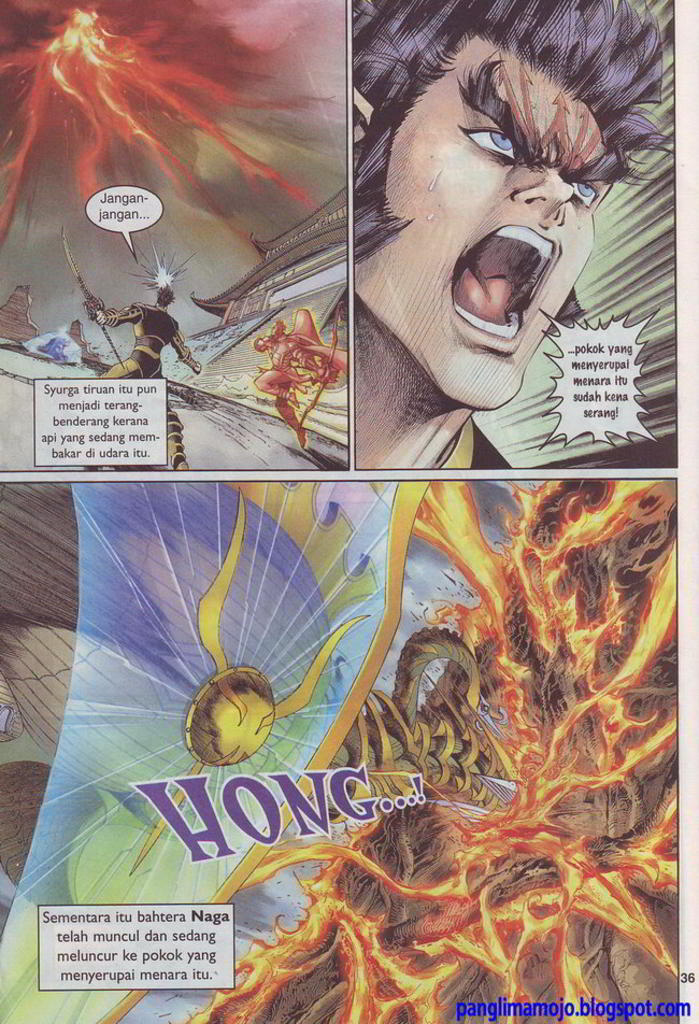 Jangan-
jangan...
Syurga tiruan itu pun
menjadi terang-
benderang kerana
api yang sedang mem-
bakar di udara itu.
...pokok yang
menyerupai
menara itu
sudah kena
serang!
HONG...!
Sementara itu bahtera Naga
telah muncul dan sedang
meluncur ke pokok yang
menyerupai menara itu.
36
panglimamojo.blogspot.com